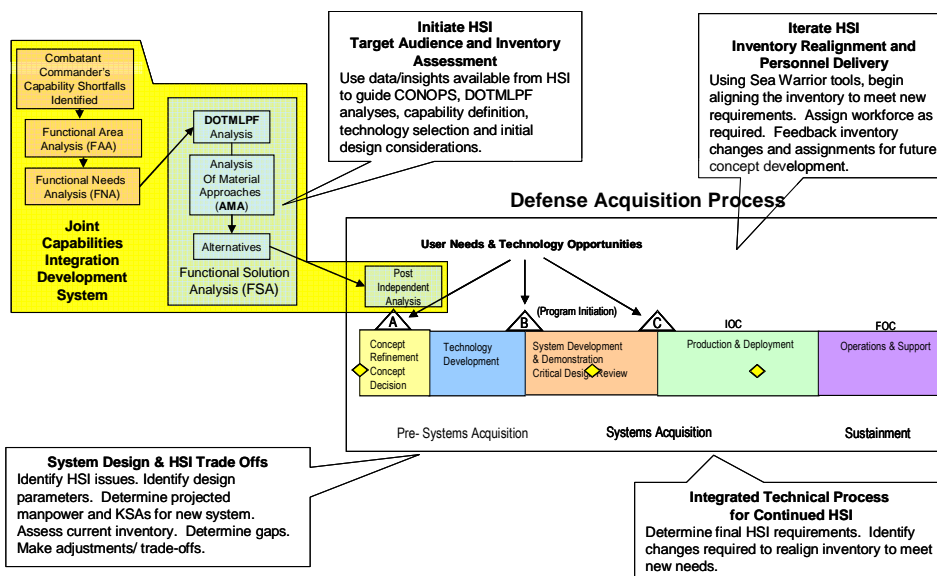 Initiate HSI
Target Audience and Inventory
Assessment
Use data/insights available from HSI
to guide CONOPS, DOTMLPF
analyses, capability definition,
technology selection and initial
design considerations.
Iterate HSI
Inventory Realignment and
Personnel Delivery
Using Sea Warrior tools, begin
aligning the inventory to meet new
requirements. Assign workforce as
required. Feedback inventory
changes and assignments for future
concept development.
Combatant
Commander's
Capability Shortfalls
Identified
Functional Area
Analysis (FAA)
Functional Needs
Analysis (FNA)
Joint
Capabilities
Integration
Development
System
DOTMLPF
Analysis
Analysis
Of Material
Approaches
(AMA)
Alternatives
Functional Solution
Analysis (FSA)
Post
Independent
Analysis
Defense Acquisition Process
User Needs & Technology Opportunities
A
B
(Program Initiation)
C
IOC
FOC
Concept
Refinement
Concept
Decision
Technology
Development
System Development
& Demonstration
Critical Design Review
Production & Deployment
Operations & Support
Pre- Systems Acquisition
Systems Acquisition
Sustainment
System Design & HSI Trade Offs
Identify HSI issues. Identify design
parameters. Determine projected
manpower and KSAs for new system.
Assess current inventory. Determine gaps.
Make adjustments/ trade-offs.
Integrated Technical Process
for Continued HSI
Determine final HSI requirements. Identify
changes required to realign inventory to meet
new needs.